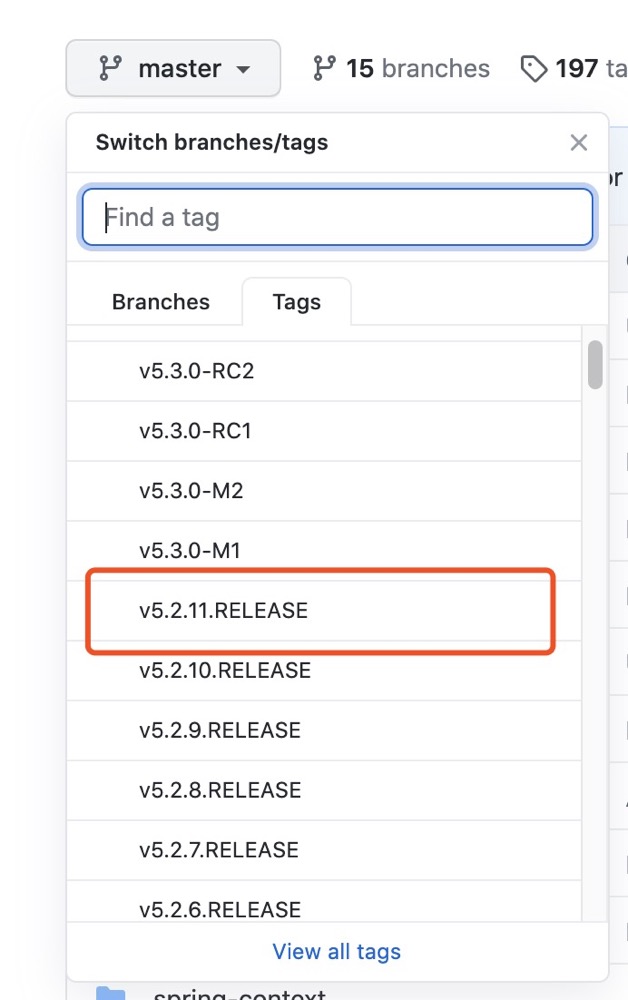 master 15 branches 197 ta
Switch branches/tags
or
Find a tag
Branches Tags
v5.3.0-RC2
v5.3.0-RC1
v5.3.0-M2
v5.3.0-M1
v5.2.11.RELEASE
v5.2.10.RELEASE
v5.2.9.RELEASE
v5.2.8.RELEASE
v5.2.7.RELEASE
v5.2.6.RELEASE
View all tags
spring-context